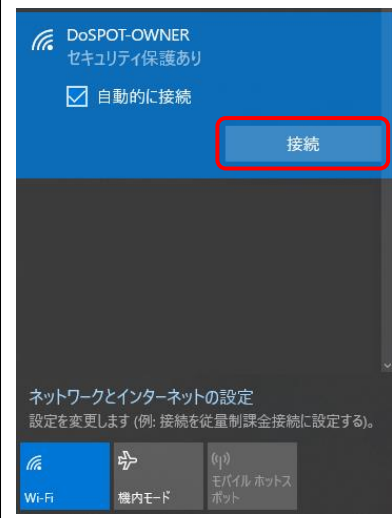 DoSPOT-OWNER
セキュリティ保護あり
自動的に接続
接続
ネットワークとインターネットの設定
設定を変更します (例: 接続を従量制課金接続に設定する)。
Wi-Fi
機内モード
モバイル ホットス
ポット